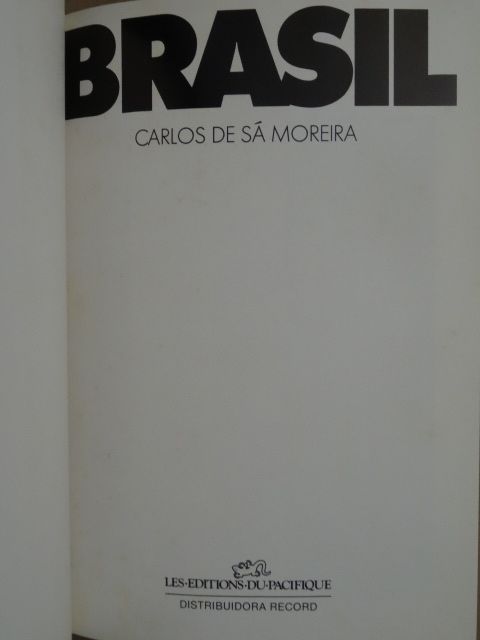 BRASIL
CARLOS DE SÁ MOREIRA
LES·EDITIONS·DU·PACIFIQUE
DISTRIBUIDORA RECORD